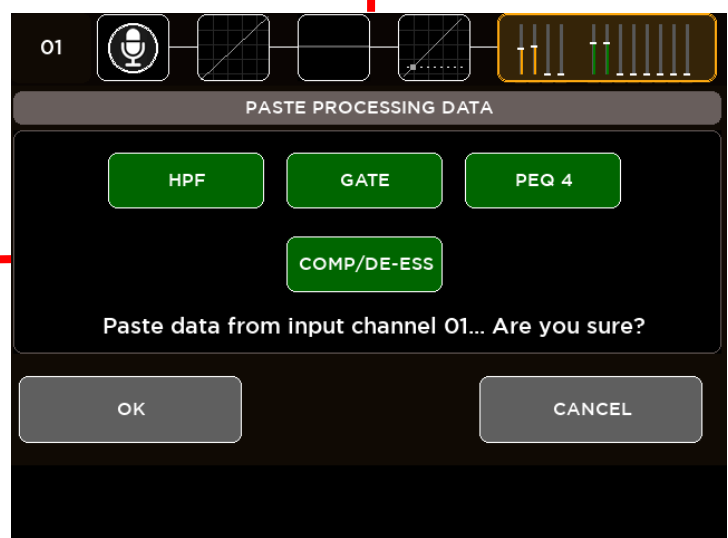 01
PASTE PROCESSING DATA
HPF GATE PEQ 4
COMP/DE-ESS
Paste data from input channel 01... Are you sure?
OK CANCEL